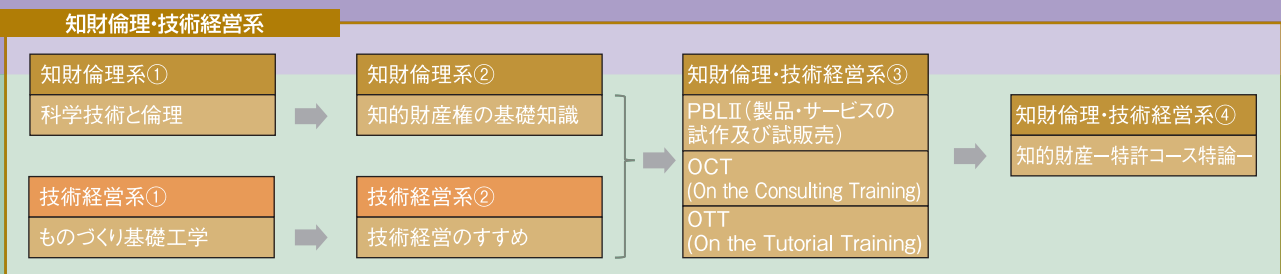 知財倫理・技術経営系
知財倫理系①
科学技術と倫理
知財倫理系②
知的財産権の基礎知識
技術経営系①
ものづくり基礎工学
技術経営系②
技術経営のすすめ
知財倫理・技術経営系③
PBLⅡ(製品・サービスの
試作及び試販売)
OCT
(On the Consulting Training)
OTT
(On the Tutorial Training)
知財倫理・技術経営系④
知的財産ー特許コース特論ー